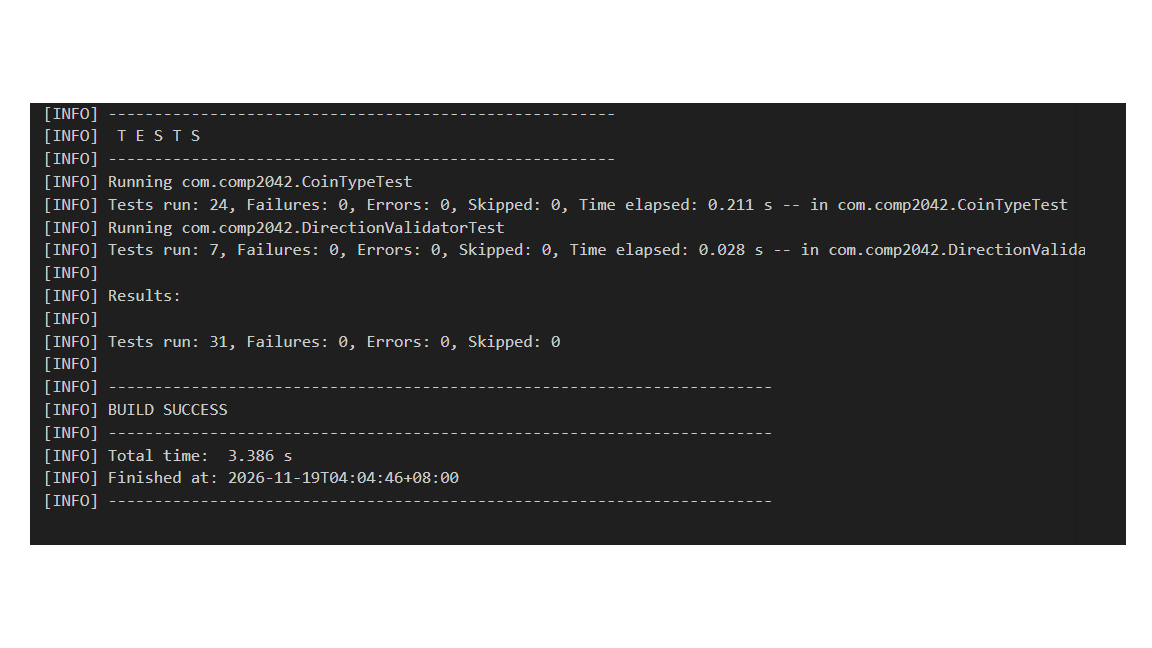 [INFO] -------------------------------------------------------
[INFO]  T E S T S
[INFO] -------------------------------------------------------
[INFO] Running com.comp2042.CoinTypeTest
[INFO] Tests run: 24, Failures: 0, Errors: 0, Skipped: 0, Time elapsed: 0.211 s -- in com.comp2042.CoinTypeTest
[INFO] Running com.comp2042.DirectionValidatorTest
[INFO] Tests run: 7, Failures: 0, Errors: 0, Skipped: 0, Time elapsed: 0.028 s -- in com.comp2042.DirectionValida
[INFO]
[INFO] Results:
[INFO]
[INFO] Tests run: 31, Failures: 0, Errors: 0, Skipped: 0
[INFO]
[INFO] ------------------------------------------------------------------------
[INFO] BUILD SUCCESS
[INFO] ------------------------------------------------------------------------
[INFO] Total time:  3.386 s
[INFO] Finished at: 2026-11-19T04:04:46+08:00
[INFO] ------------------------------------------------------------------------